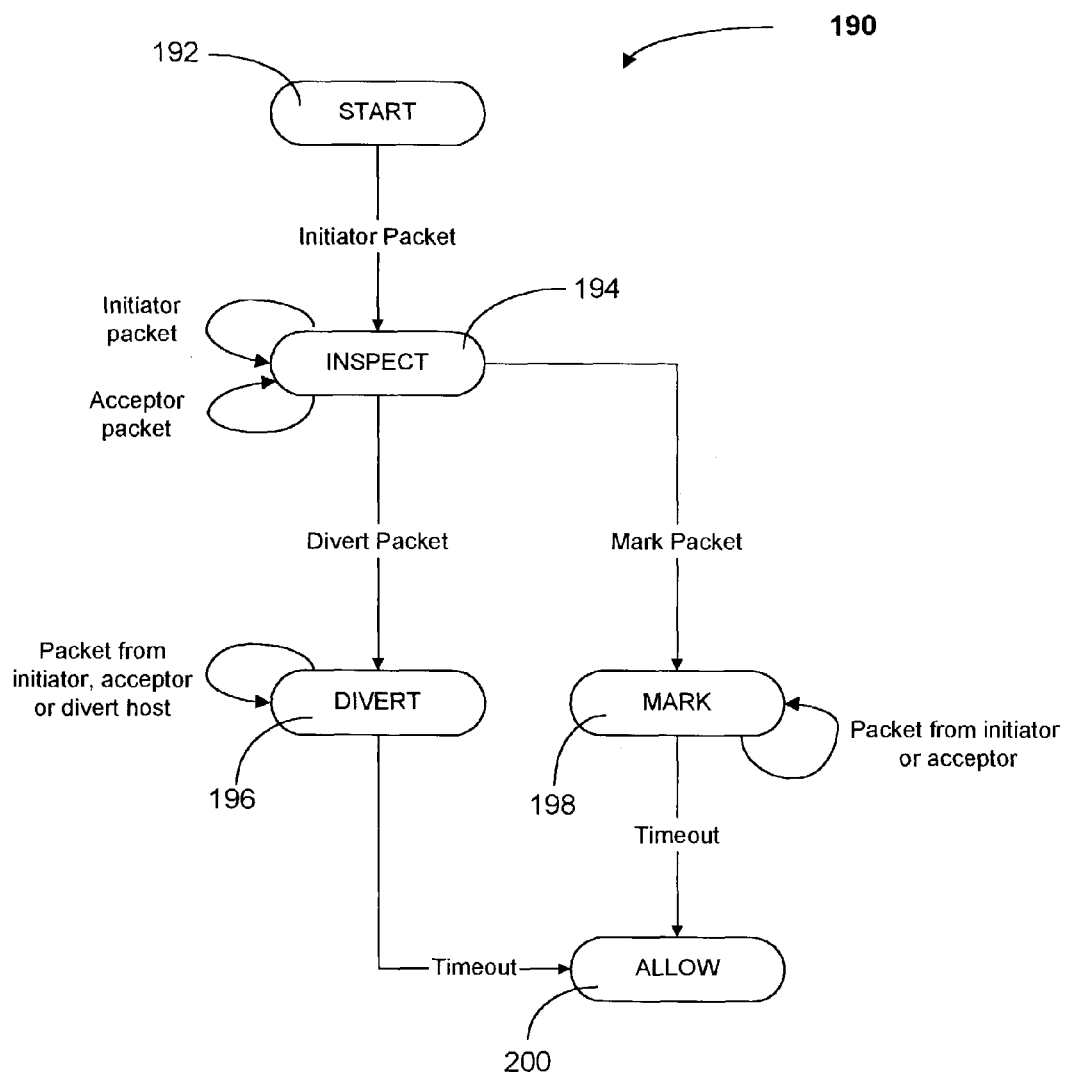 190
192
START
Initiator Packet
194
Initiator
packet
INSPECT
Acceptor
packet
Divert Packet
Mark Packet
Packet from
initiator, acceptor
or divert host
DIVERT
MARK
Packet from initiator
or acceptor
196
198
Timeout
Timeout
ALLOW
200